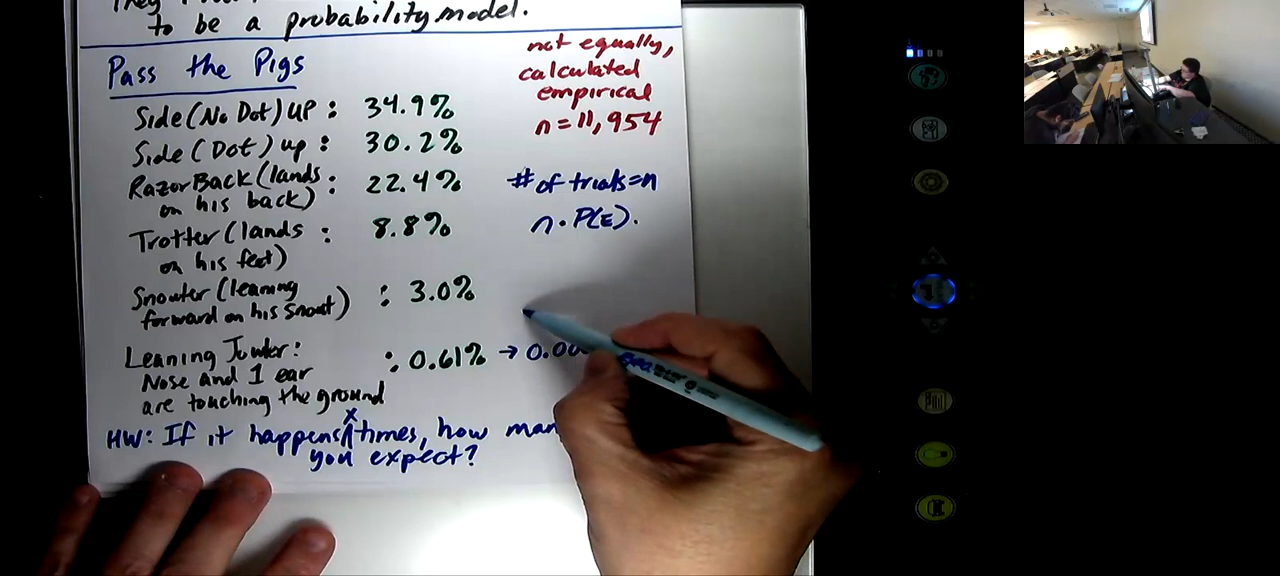 to be a probability model.
Pass the Pigs
not equally,
calculated
empirical
n=11,954
Side (No Dot) up : 34.9%
Side (Dot) up : 30.2%
RazorBack (lands : 22.4%
on his back)
# of trials=n
n·P(E).
Trotter (lands : 8.8%
on his feet)
Snouter (leaning : 3.0%
forward on his snout)
Leaning Jowler: : 0.61% →
Nose and 1 ear
are touching the ground
HW: If it happens x times, how
you expect?